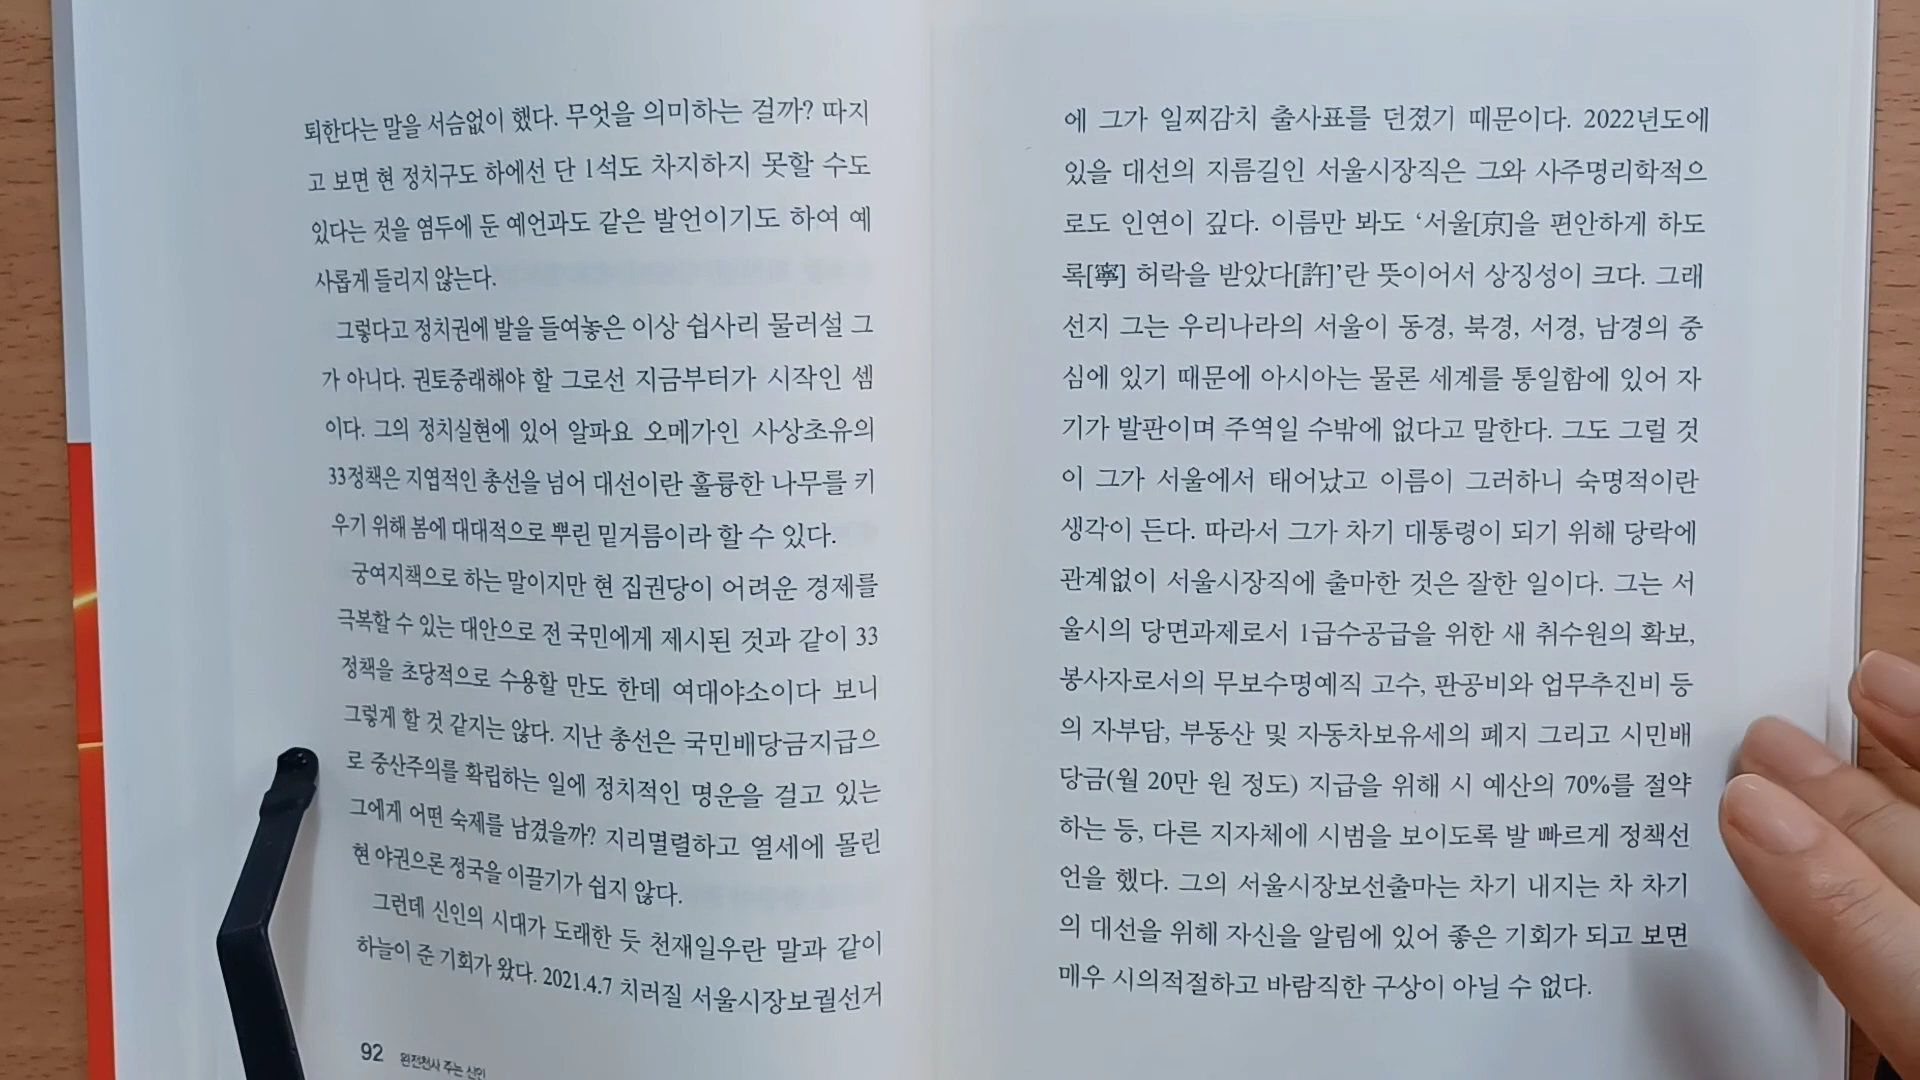 퇴한다는 말을 서슴없이 했다. 무엇을 의미하는 걸까? 따지
고 보면 현 정치구도 하에선 단 1석도 차지하지 못할 수도
있다는 것을 염두에 둔 예언과도 같은 발언이기도 하여 예
사롭게 들리지 않는다.
그렇다고 정치권에 발을 들여놓은 이상 쉽사리 물러설 그
가 아니다. 권토중래해야 할 그로선 지금부터가 시작인 셈
이다. 그의 정치실현에 있어 알파요 오메가인 사상초유의
33정책은 지엽적인 총선을 넘어 대선이란 훌륭한 나무를 키
우기 위해 봄에 대대적으로 뿌린 밑거름이라 할 수 있다.
궁여지책으로 하는 말이지만 현 집권당이 어려운 경제를
극복할 수 있는 대안으로 전 국민에게 제시된 것과 같이 33
정책을 초당적으로 수용할 만도 한데 여대야소이다 보니
그렇게 할 것 같지는 않다. 지난 총선은 국민배당금지급으
로 중산주의를 확립하는 일에 정치적인 명운을 걸고 있는
그에게 어떤 숙제를 남겼을까? 지리멸렬하고 열세에 몰린
현 야권으론 정국을 이끌기가 쉽지 않다.
그런데 신인의 시대가 도래한 듯 천재일우란 말과 같이
하늘이 준 기회가 왔다. 2021.4.7 치러질 서울시장보궐선거
92 완전천사 주는 신인
에 그가 일찌감치 출사표를 던졌기 때문이다. 2022년도에
있을 대선의 지름길인 서울시장직은 그와 사주명리학적으
로도 인연이 깊다. 이름만 봐도 ‘서울[京]을 편안하게 하도
록[寧] 허락을 받았다[許]’란 뜻이어서 상징성이 크다. 그래
선지 그는 우리나라의 서울이 동경, 북경, 서경, 남경의 중
심에 있기 때문에 아시아는 물론 세계를 통일함에 있어 자
기가 발판이며 주역일 수밖에 없다고 말한다. 그도 그럴 것
이 그가 서울에서 태어났고 이름이 그러하니 숙명적이란
생각이 든다. 따라서 그가 차기 대통령이 되기 위해 당락에
관계없이 서울시장직에 출마한 것은 잘한 일이다. 그는 서
울시의 당면과제로서 1급수공급을 위한 새 취수원의 확보,
봉사자로서의 무보수명예직 고수, 판공비와 업무추진비 등
의 자부담, 부동산 및 자동차보유세의 폐지 그리고 시민배
당금(월 20만 원 정도) 지급을 위해 시 예산의 70%를 절약
하는 등, 다른 지자체에 시범을 보이도록 발 빠르게 정책선
언을 했다. 그의 서울시장보선출마는 차기 내지는 차 차기
의 대선을 위해 자신을 알림에 있어 좋은 기회가 되고 보면
매우 시의적절하고 바람직한 구상이 아닐 수 없다.